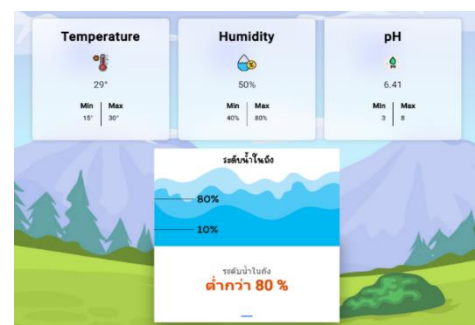 Temperature
29°
Min Max
15° 30°
Humidity
50%
Min Max
40% 80%
pH
6.41
Min Max
3 8
ระดับน้ำในถัง
80%
10%
ระดับน้ำในถัง
ต่ำกว่า 80 %